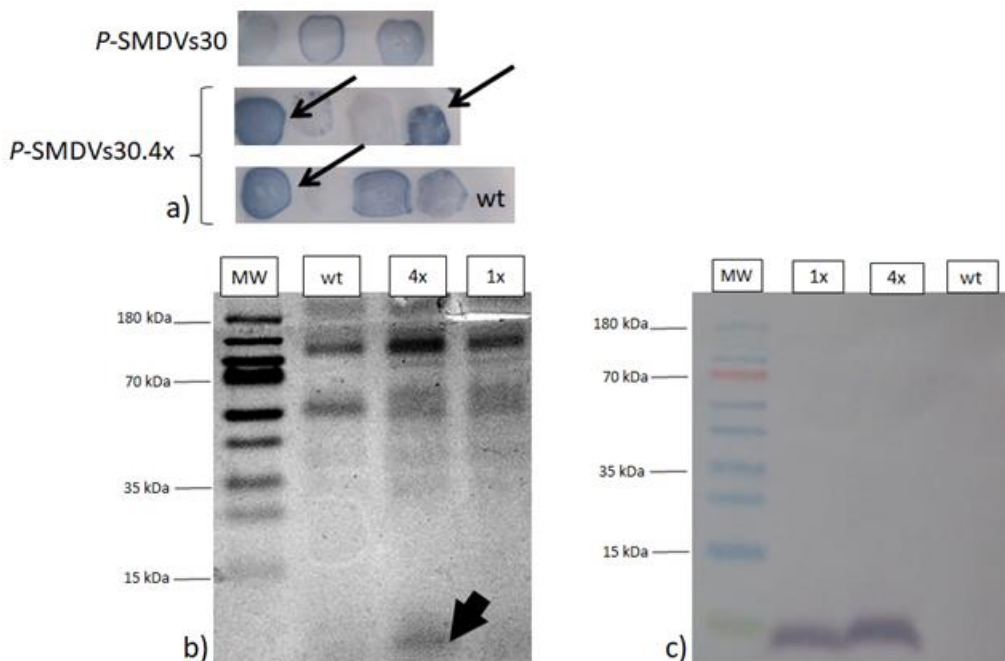 P-SMDVs30
P-SMDVs30.4x
wt
a)
MW wt 4x 1x
180 kDa
70 kDa
35 kDa
15 kDa
b)
MW 1x 4x wt
180 kDa
70 kDa
35 kDa
15 kDa
c)